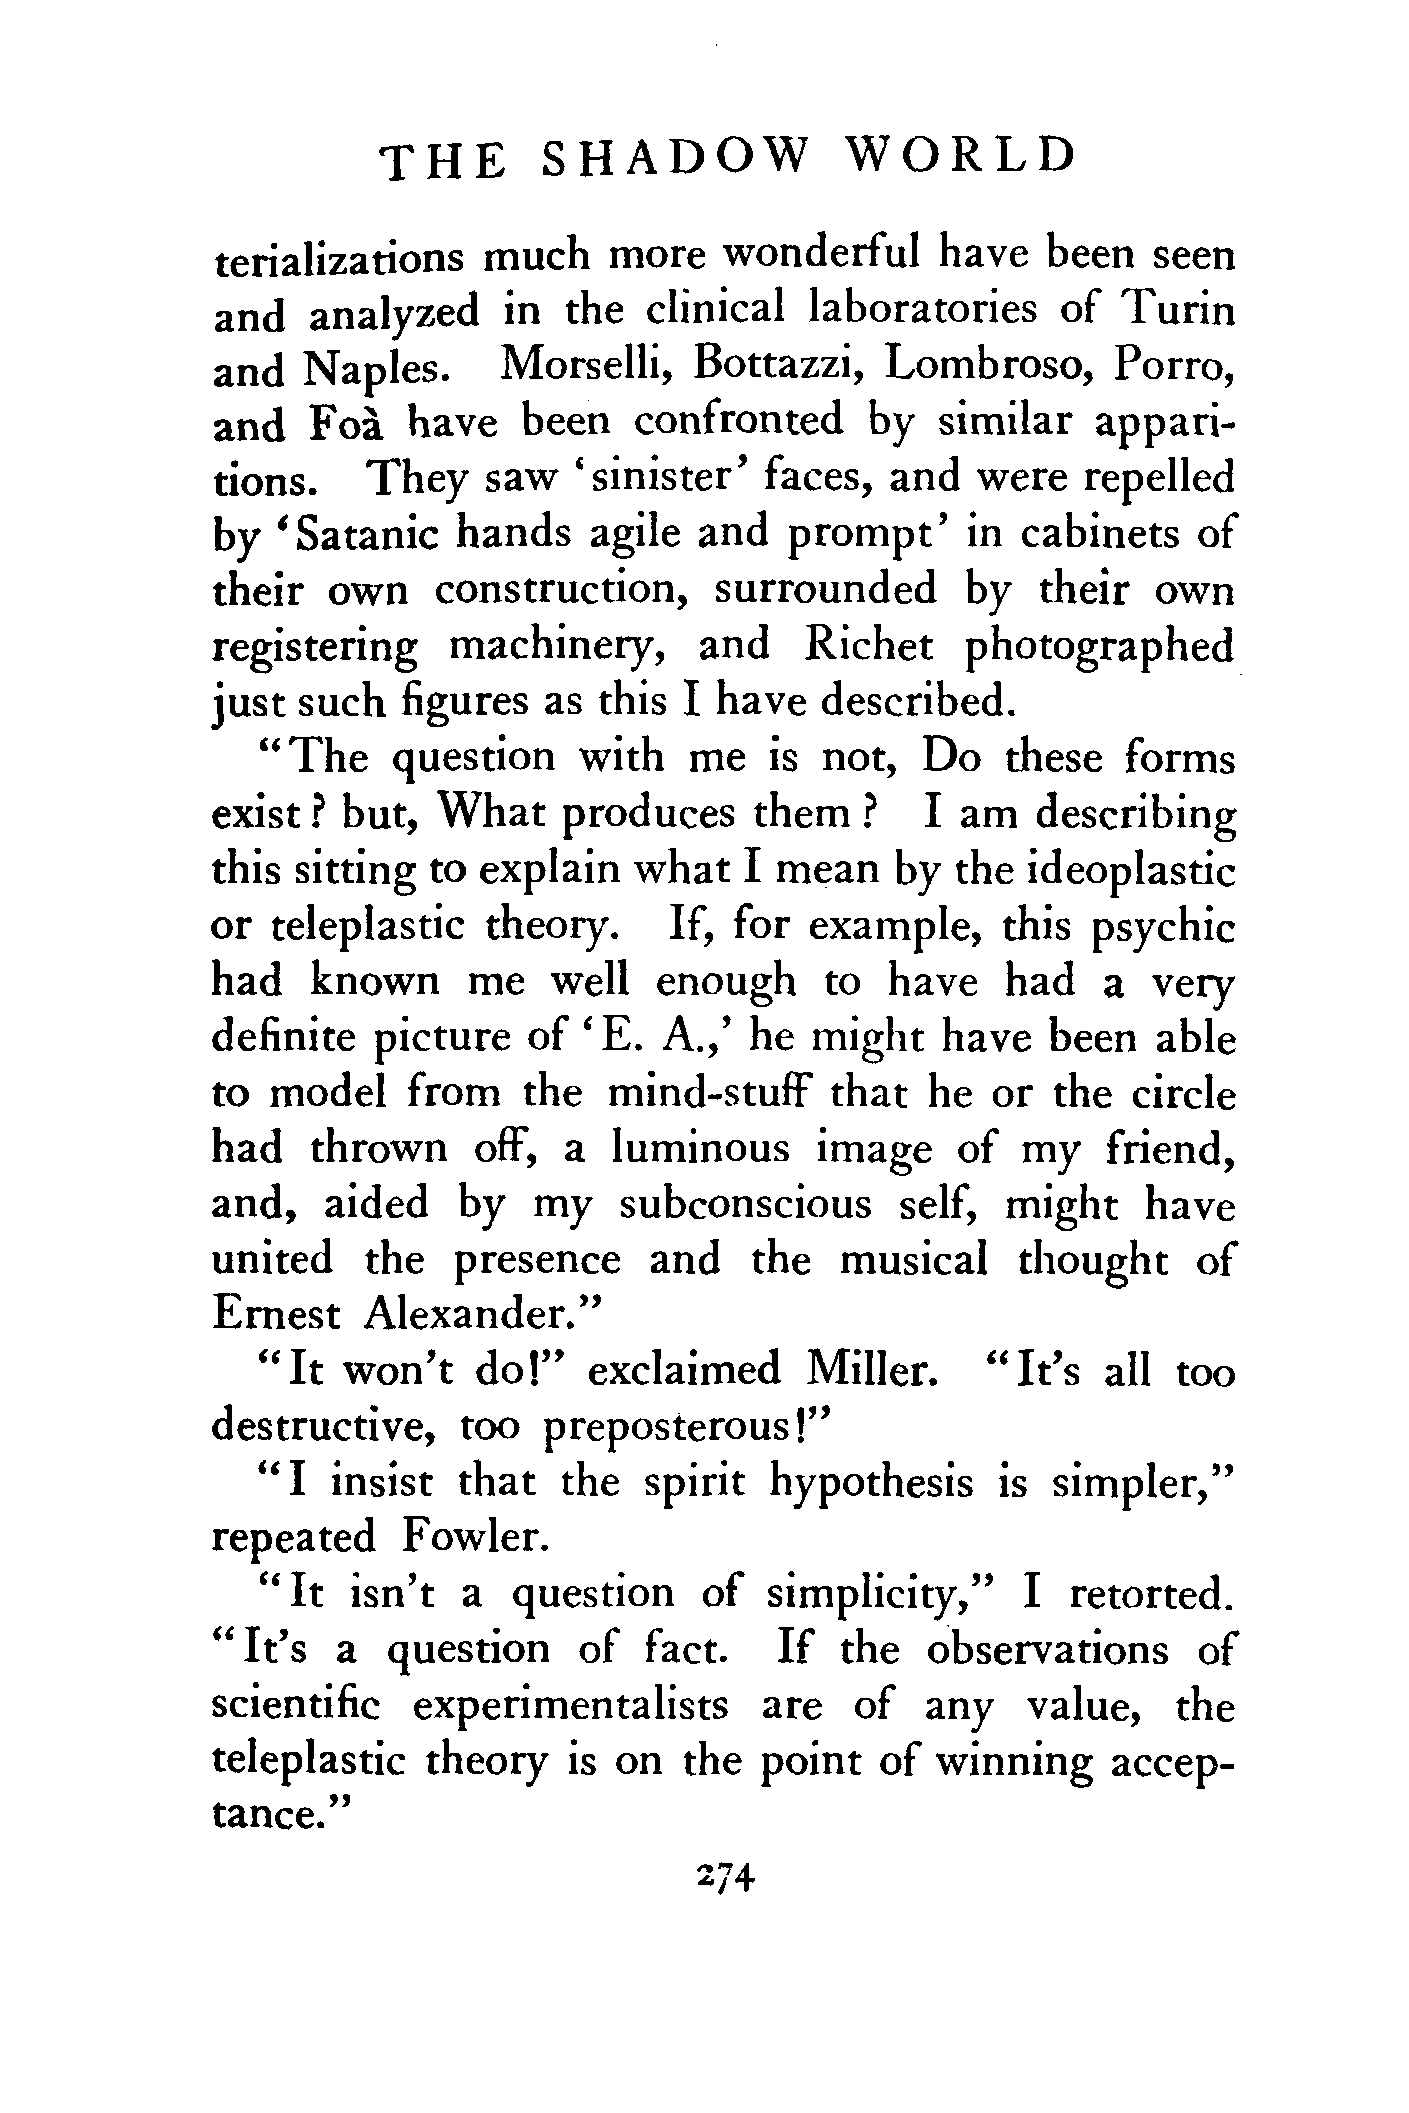 THE SHADOW WORLD
terializations much more wonderful have been seen
and analyzed in the clinical laboratories of Turin
and Naples. Morselli, Bottazzi, Lombroso, Porro,
and Foà have been confronted by similar appari-
tions. They saw ‘sinister’ faces, and were repelled
by ‘Satanic hands agile and prompt’ in cabinets of
their own construction, surrounded by their own
registering machinery, and Richet photographed
just such figures as this I have described.
“The question with me is not, Do these forms
exist? but, What produces them? I am describing
this sitting to explain what I mean by the ideoplastic
or teleplastic theory. If, for example, this psychic
had known me well enough to have had a very
definite picture of ‘E. A.,’ he might have been able
to model from the mind-stuff that he or the circle
had thrown off, a luminous image of my friend,
and, aided by my subconscious self, might have
united the presence and the musical thought of
Ernest Alexander.”
“It won’t do!” exclaimed Miller. “It’s all too
destructive, too preposterous!”
“I insist that the spirit hypothesis is simpler,”
repeated Fowler.
“It isn’t a question of simplicity,” I retorted.
“It’s a question of fact. If the observations of
scientific experimentalists are of any value, the
teleplastic theory is on the point of winning accep-
tance.”
274